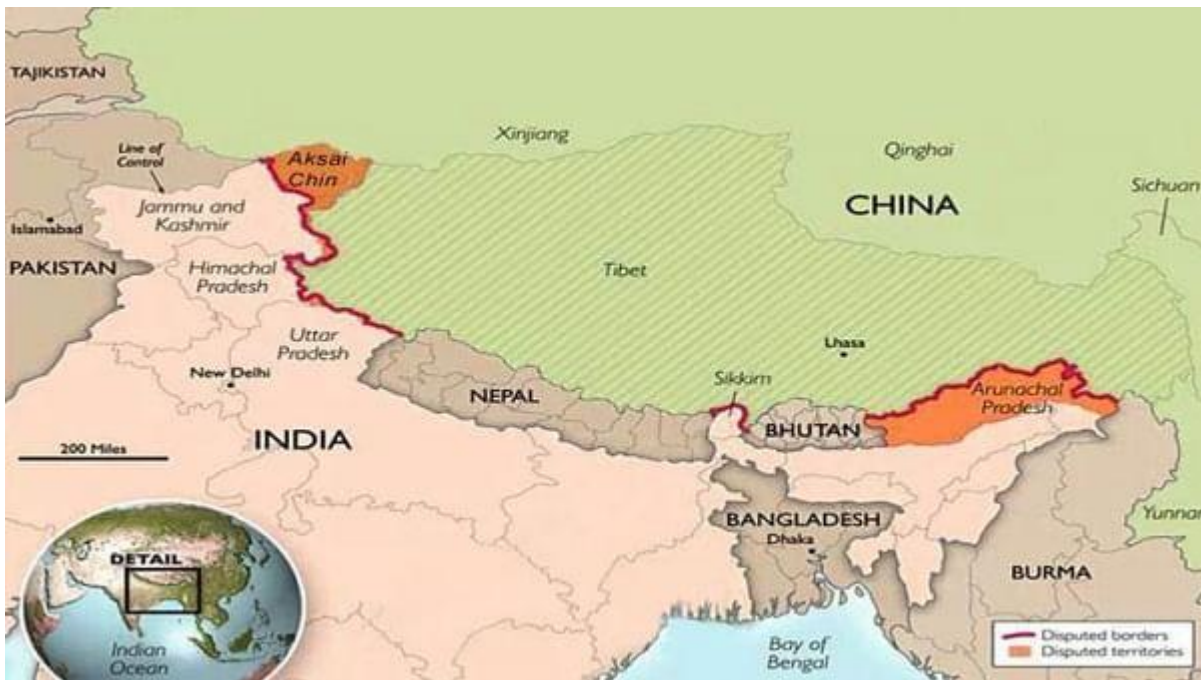 TAJIKISTAN
Line of
Control
Aksai
Chin
Xinjiang
Qinghai
Sichuan
CHINA
Jammu and
Kashmir
Islamabad
PAKISTAN
Himachal
Pradesh
Tibet
Uttar
Pradesh
Lhasa
New Delhi
NEPAL
Sikkim
Arunachal
Pradesh
BHUTAN
INDIA
200 Miles
BANGLADESH
Dhaka
Yunnan
BURMA
DETAIL
Indian
Ocean
Bay of
Bengal
Disputed borders
Disputed territories